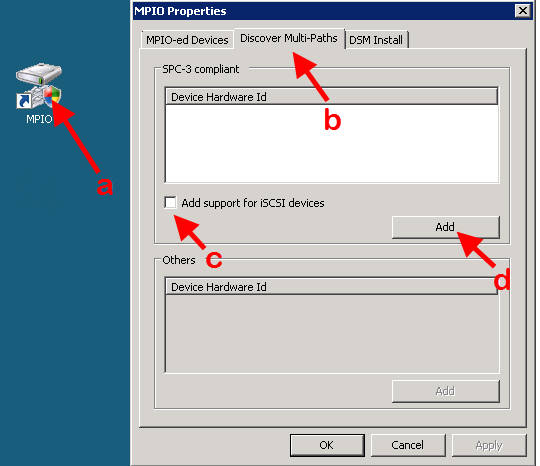 MPIO Properties
MPIO-ed Devices Discover Multi-Paths DSM Install
SPC-3 compliant
Device Hardware Id
b
MPIO
a
Add support for iSCSI devices
Add
c
d
Others
Device Hardware Id
Add
OK Cancel Apply